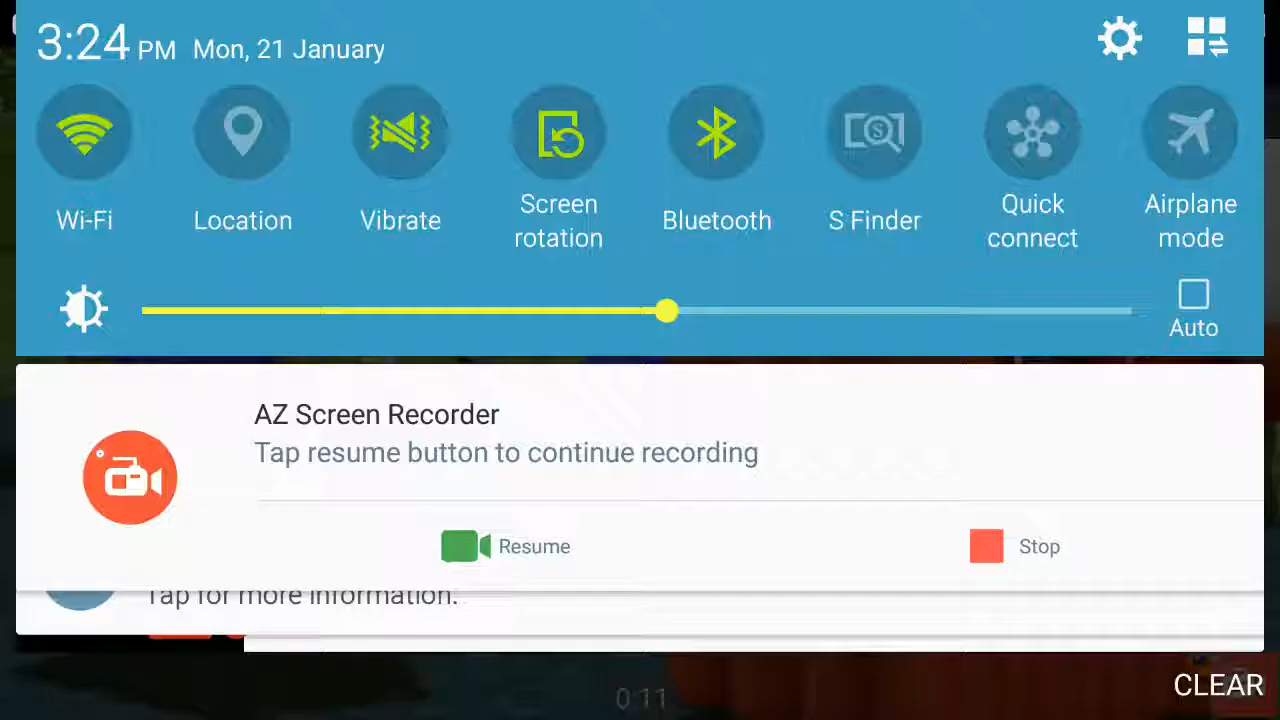 3:24 PM Mon, 21 January
Wi-Fi
Location
Vibrate
Screen
rotation
Bluetooth
S Finder
Quick
connect
Airplane
mode
Auto
AZ Screen Recorder
Tap resume button to continue recording
Resume
Stop
Tap for more information.
0:11
CLEAR